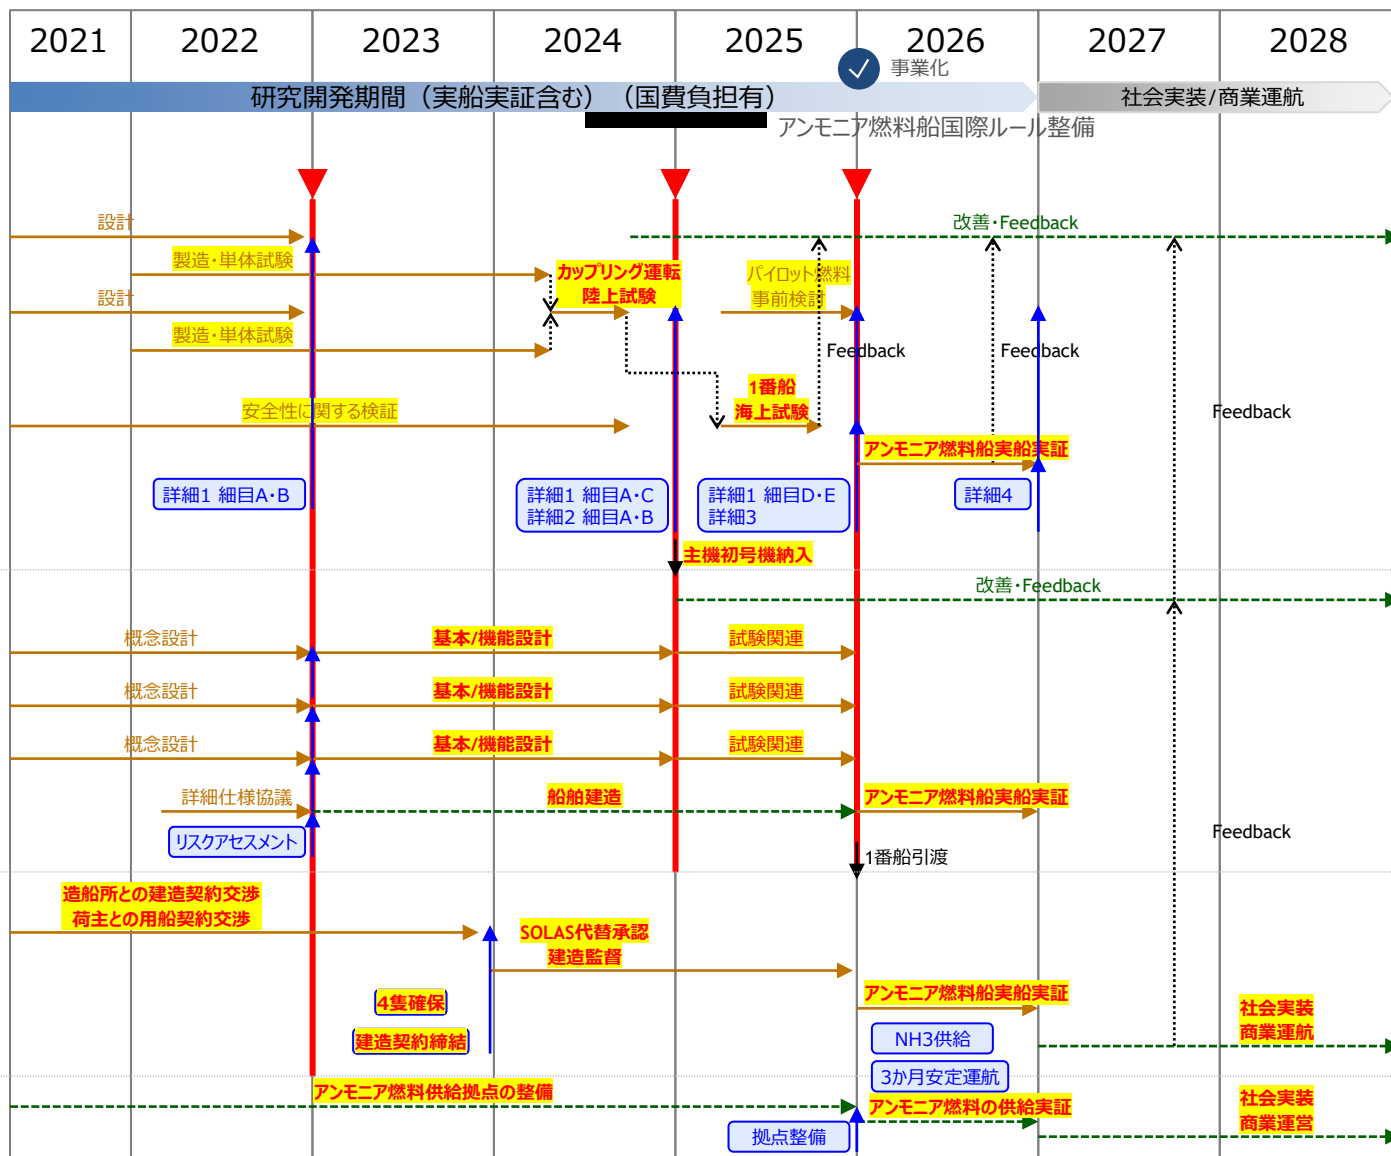 2021 2022 2023 2024 2025 2026 2027 2028
事業化
研究開発期間（実船実証含む）（国費負担有）
社会実装/商業運航
アンモニア燃料船国際ルール整備
設計
改善・Feedback
製造・単体試験
カップリング運転
陸上試験
パイロット燃料
事前検討
設計
製造・単体試験
Feedback
Feedback
1番船
海上試験
安全性に関する検証
Feedback
アンモニア燃料船実船実証
詳細1 細目A・B
詳細1 細目A・C
詳細2 細目A・B
詳細1 細目D・E
詳細3
詳細4
主機初号機納入
改善・Feedback
概念設計
基本/機能設計
試験関連
概念設計
基本/機能設計
試験関連
概念設計
基本/機能設計
試験関連
詳細仕様協議
船舶建造
アンモニア燃料船実船実証
リスクアセスメント
Feedback
1番船引渡
造船所との建造契約交渉
荷主との用船契約交渉
SOLAS代替承認
建造監督
4隻確保
アンモニア燃料船実船実証
社会実装
商業運航
建造契約締結
NH3供給
3か月安定運航
アンモニア燃料供給拠点の整備
アンモニア燃料の供給実証
社会実装
商業運営
拠点整備